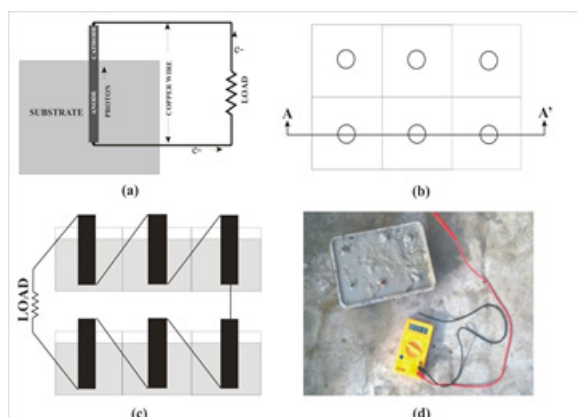 CATHODE
ANODE
PROTON
SUBSTRATE
COPPER WIRE
e-
LOAD
e-
(a)
A
A'
(b)
LOAD
(c)
(d)